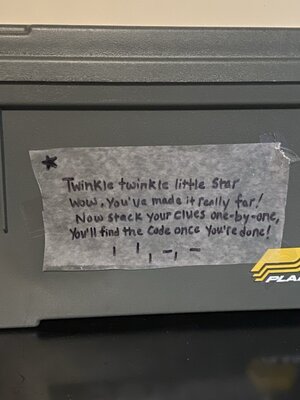 Twinkle twinkle little star
Wow, You've made it really far!
Now stack your clues one-by-one,
You'll find the code once You're done!